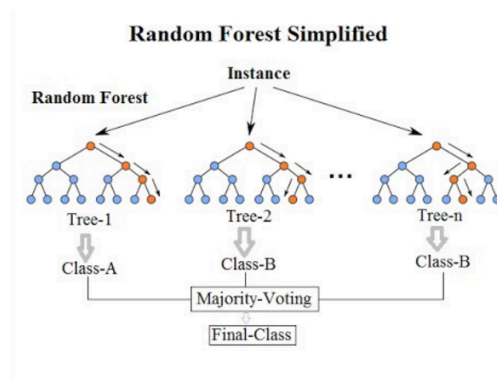 Random Forest Simplified
Instance
Random Forest
...
Tree-1
Tree-2
Tree-n
Class-A
Class-B
Class-B
Majority-Voting
Final-Class